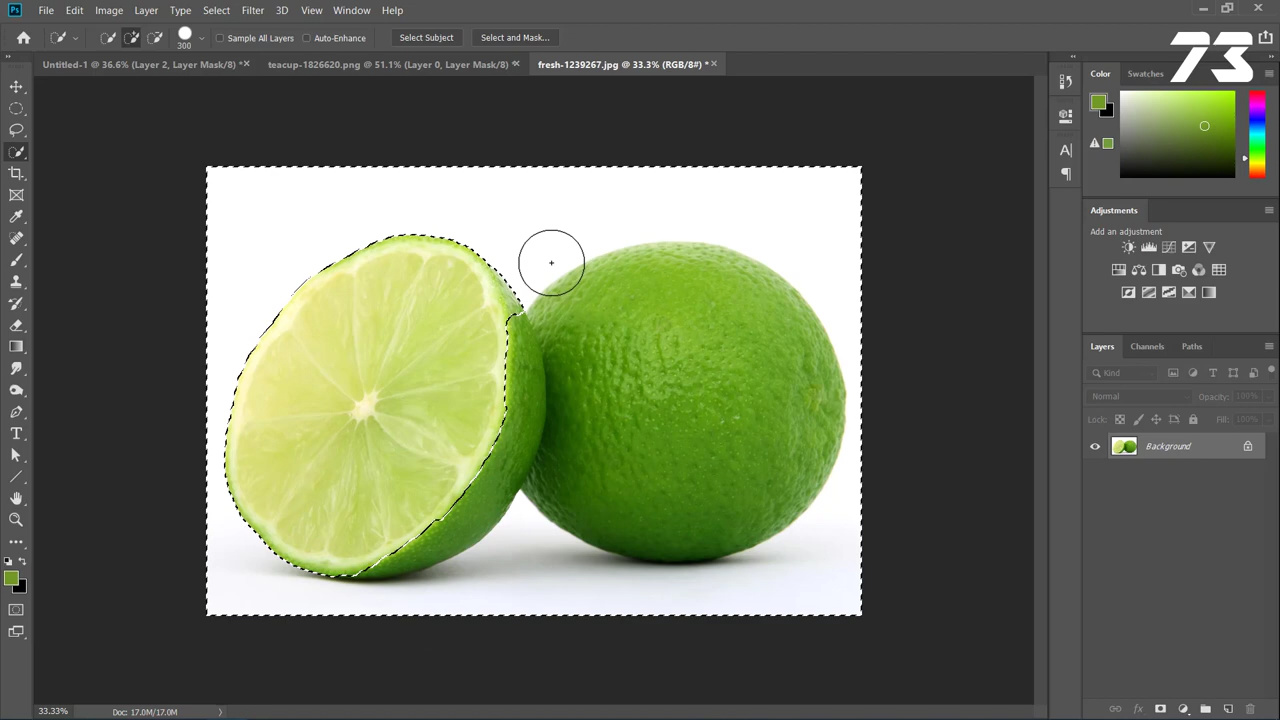 Ps File Edit Image Layer Type Select Filter 3D View Window Help
300 Sample All Layers Auto-Enhance Select Subject Select and Mask...
73
Untitled-1 @ 36.6% (Layer 2, Layer Mask/8) * teacup-1826620.png @ 51.1% (Layer 0, Layer Mask/8) fresh-1239267.jpg @ 33.3% (RGB/8#) *
Color Swatches
Adjustments
Add an adjustment
Layers Channels Paths
Kind
Normal Opacity: 100%
Lock: Fill: 100%
Background
33.33% Doc: 17.0M/17.0M